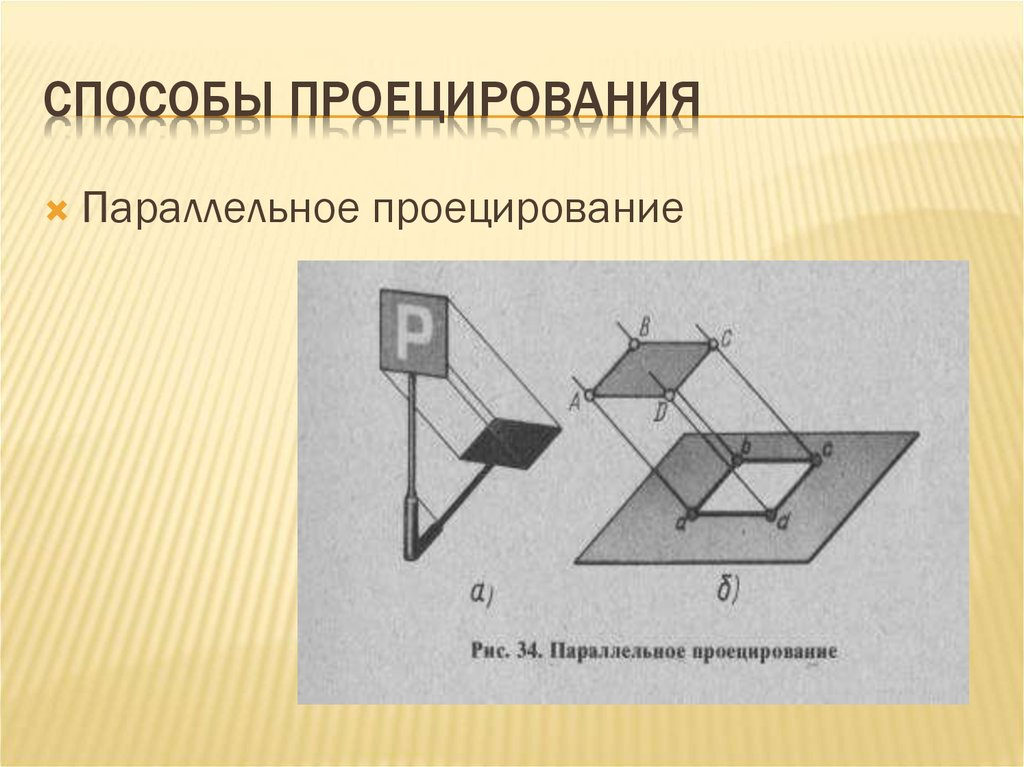 СПОСОБЫ ПРОЕЦИРОВАНИЯ
Параллельное проецирование
P
B
C
A
D
b
c
a
d
а)
б)
Рис. 34. Параллельное проецирование